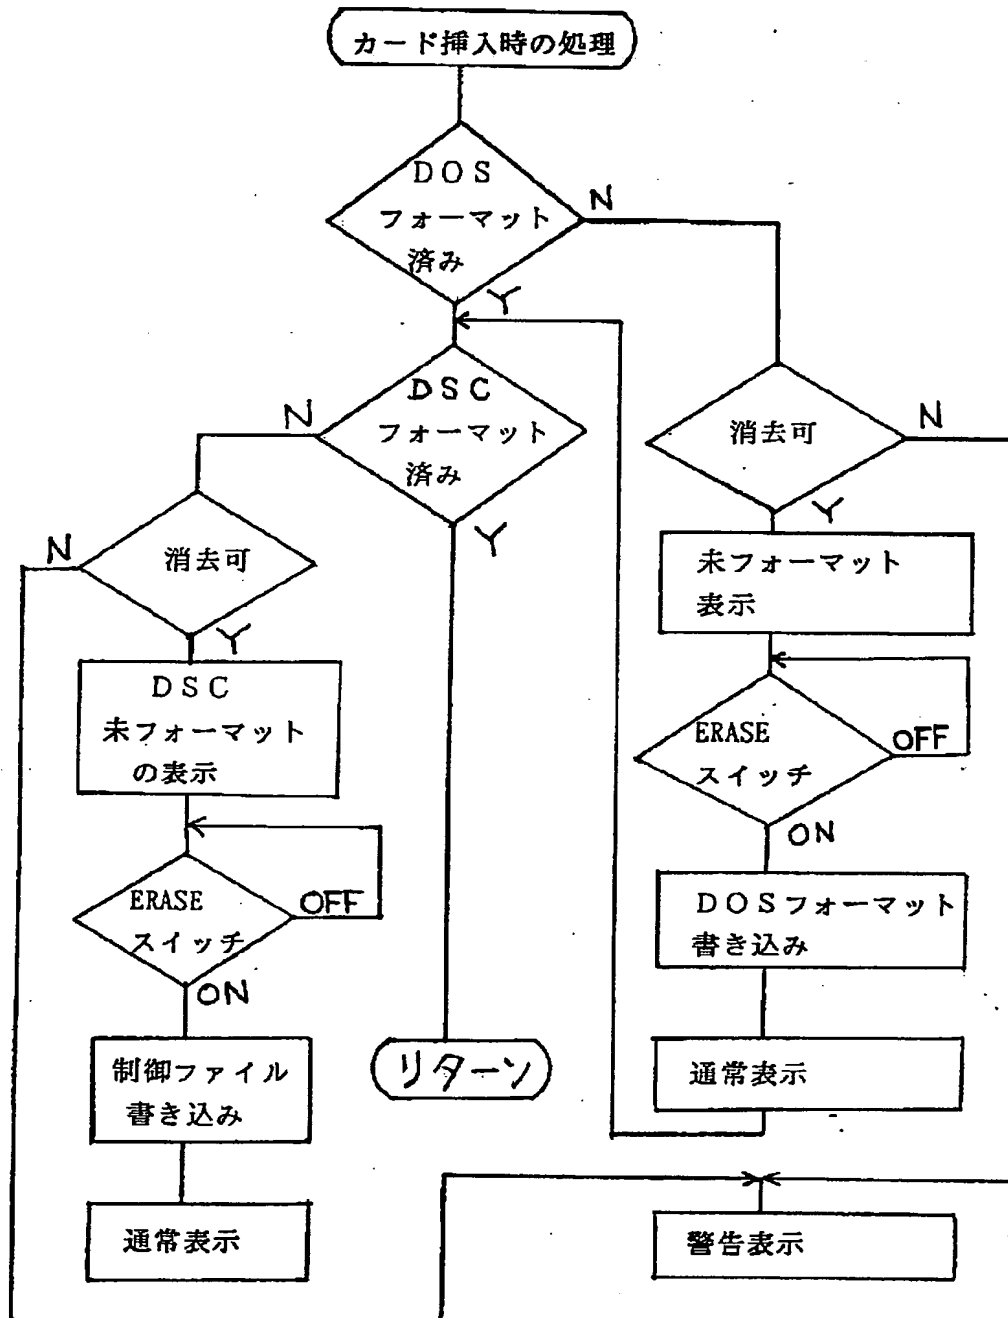 カード挿入時の処理
DOS
フォーマット
済み
N
Y
DSC
フォーマット
済み
N
Y
消去可
N
Y
消去可
N
Y
未フォーマット
表示
DSC
未フォーマット
の表示
ERASE
スイッチ
OFF
ON
ERASE
スイッチ
OFF
ON
DOSフォーマット
書き込み
制御ファイル
書き込み
リターン
通常表示
通常表示
警告表示